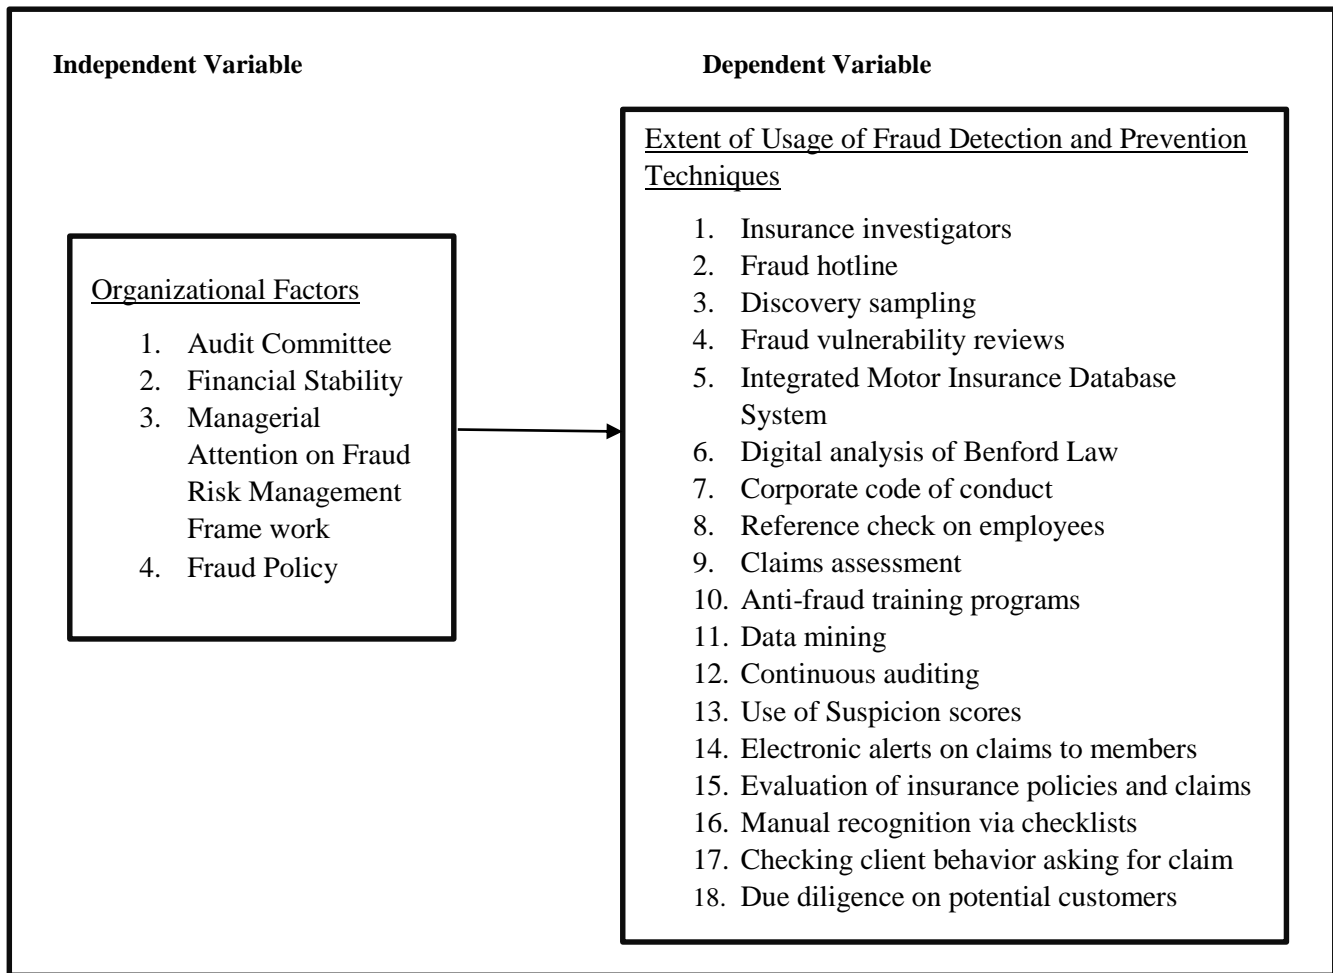 Independent Variable
Dependent Variable
Organizational Factors
1. Audit Committee
2. Financial Stability
3. Managerial
Attention on Fraud
Risk Management
Frame work
4. Fraud Policy
Extent of Usage of Fraud Detection and Prevention
Techniques
1. Insurance investigators
2. Fraud hotline
3. Discovery sampling
4. Fraud vulnerability reviews
5. Integrated Motor Insurance Database
System
6. Digital analysis of Benford Law
7. Corporate code of conduct
8. Reference check on employees
9. Claims assessment
10. Anti-fraud training programs
11. Data mining
12. Continuous auditing
13. Use of Suspicion scores
14. Electronic alerts on claims to members
15. Evaluation of insurance policies and claims
16. Manual recognition via checklists
17. Checking client behavior asking for claim
18. Due diligence on potential customers